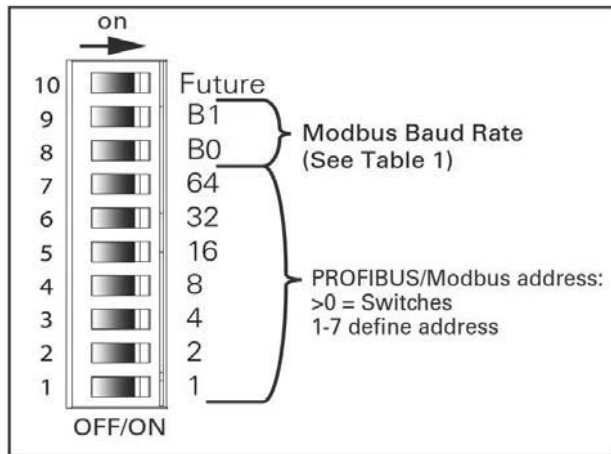 on
10 Future
9 B1
8 B0
Modbus Baud Rate
(See Table 1)
7 64
6 32
5 16
4 8
3 4
2 2
1 1
PROFIBUS/Modbus address:
>0 = Switches
1-7 define address
OFF/ON